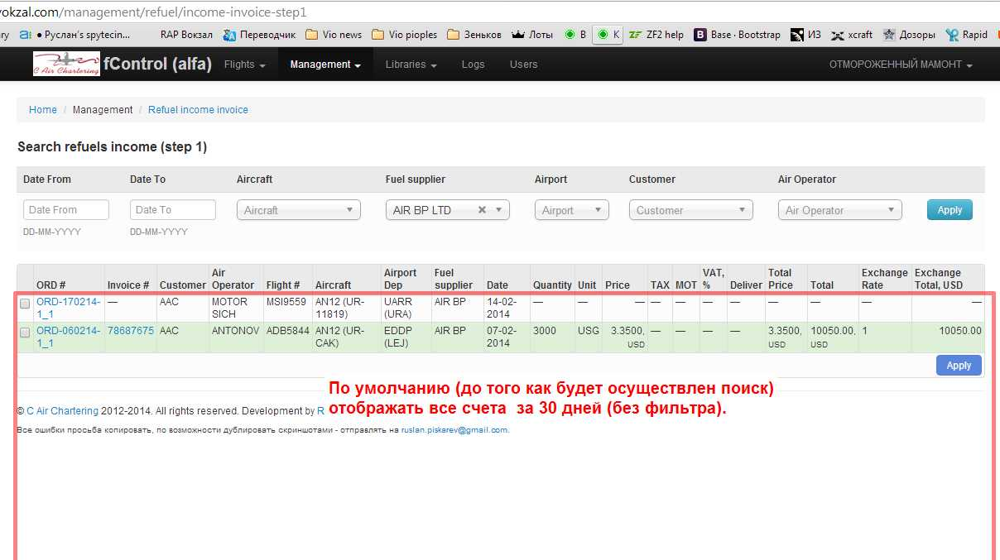 vokzal.com/management/refuel/income-invoice-step1
ry a: • Руслан's spytecin... RAP Вокзал Переводчик Vio news Vio pioples Зеньков Лоты В K ZF2 help B Base · Bootstrap ИЗ xcraft Дозоры Rapid
C Air Chartering fControl (alfa) Flights Management Libraries Logs Users ОТМОРОЖЕННЫЙ МАМОНТ
Home / Management / Refuel income invoice
Search refuels income (step 1)
Date From Date To Aircraft Fuel supplier Airport Customer Air Operator
Date From Date To Aircraft AIR BP LTD Airport Customer Air Operator Apply
DD-MM-YYYY DD-MM-YYYY
Air Airport Fuel VAT, Total Exchange Exchange
ORD # Invoice # Customer Operator Flight # Aircraft Dep supplier Date Quantity Unit Price TAX MOT % Deliver Price Total Rate Total, USD
ORD-170214- — AAC MOTOR MSI9559 AN12 (UR- UARR AIR BP 14-02- — — — — — — — — — — —
1_1 SICH 11819) (URA) 2014
ORD-060214- 78687675 AAC ANTONOV ADB5844 AN12 (UR- EDDP AIR BP 07-02- 3000 USG 3.3500, — — — — 3.3500, 10050.00, 1 10050.00
1_1 CAK) (LEJ) 2014 USD USD USD
Apply
По умолчанию (до того как будет осуществлен поиск)
отображать все счета за 30 дней (без фильтра).
© C Air Chartering 2012-2014. All rights reserved. Development by R
Все ошибки просьба копировать, по возможности дублировать скриншотами - отправлять на ruslan.piskarev@gmail.com.